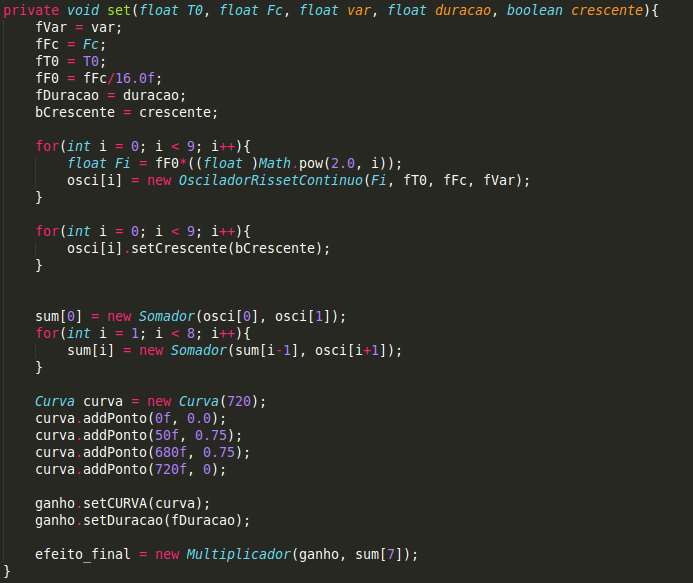 private void set(float T0, float Fc, float var, float duracao, boolean crescente){
    fVar = var;
    fFc = Fc;
    fT0 = T0;
    fF0 = fFc/16.0f;
    fDuracao = duracao;
    bCrescente = crescente;
    for(int i = 0; i < 9; i++){
        float Fi = fF0*((float )Math.pow(2.0, i));
        osci[i] = new OsciladorRissetContinuo(Fi, fT0, fFc, fVar);
    }
    for(int i = 0; i < 9; i++){
        osci[i].setCrescente(bCrescente);
    }
    sum[0] = new Somador(osci[0], osci[1]);
    for(int i = 1; i < 8; i++){
        sum[i] = new Somador(sum[i-1], osci[i+1]);
    }
    Curva curva = new Curva(720);
    curva.addPonto(0f, 0.0);
    curva.addPonto(50f, 0.75);
    curva.addPonto(680f, 0.75);
    curva.addPonto(720f, 0);
    ganho.setCURVA(curva);
    ganho.setDuracao(fDuracao);
    efeito_final = new Multiplicador(ganho, sum[7]);
}